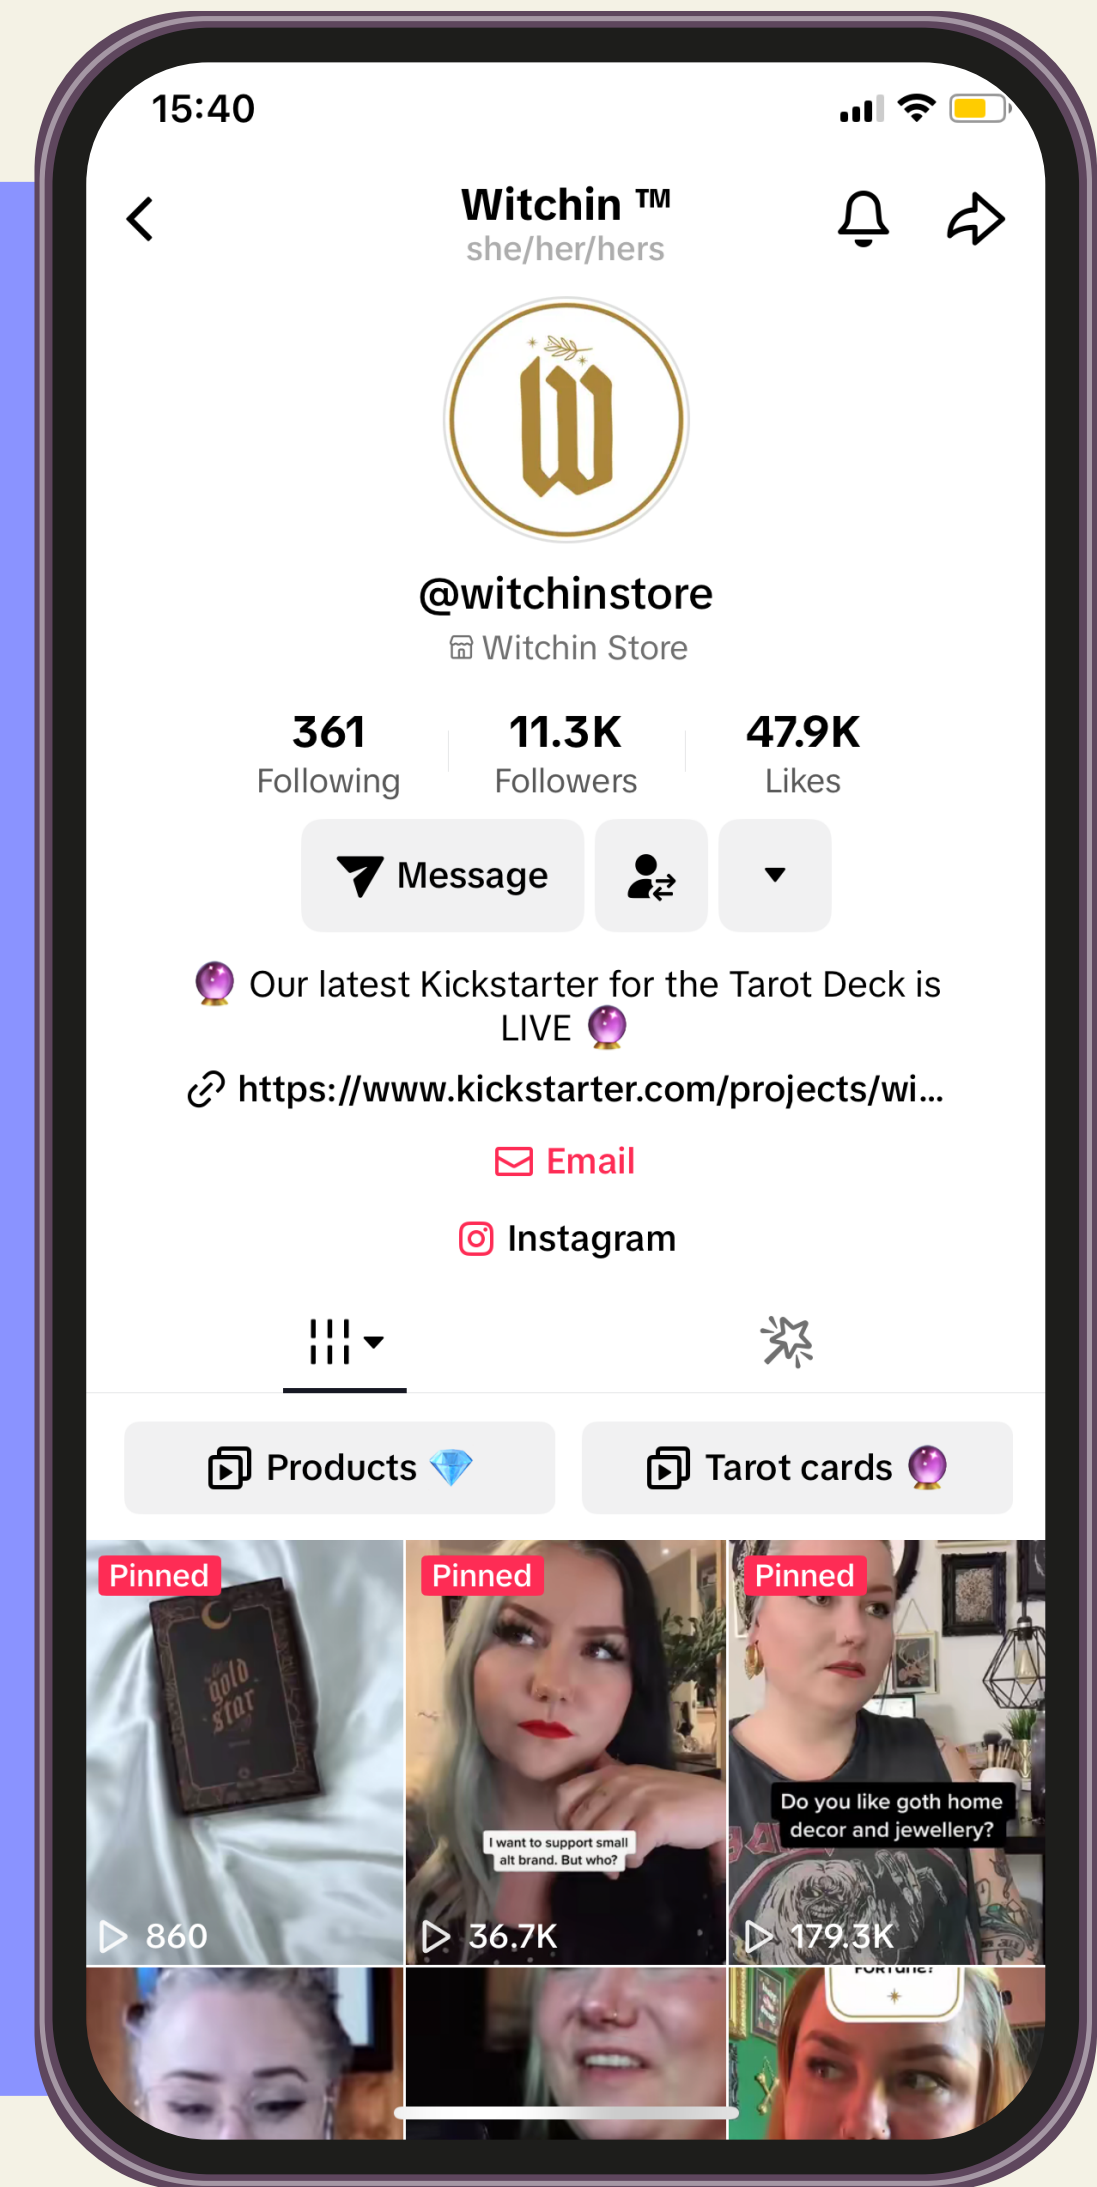 15:40
Witchin ™
she/her/hers
W
@witchinstore
Witchin Store
361
Following
11.3K
Followers
47.9K
Likes
Message
🔮 Our latest Kickstarter for the Tarot Deck is
LIVE 🔮
https://www.kickstarter.com/projects/wi...
Email
Instagram
Products 💎
Tarot cards 🔮
Pinned
gold
star
860
Pinned
I want to support small
alt brand. But who?
36.7K
Pinned
Do you like goth home
decor and jewellery?
179.3K
FORTUNE?